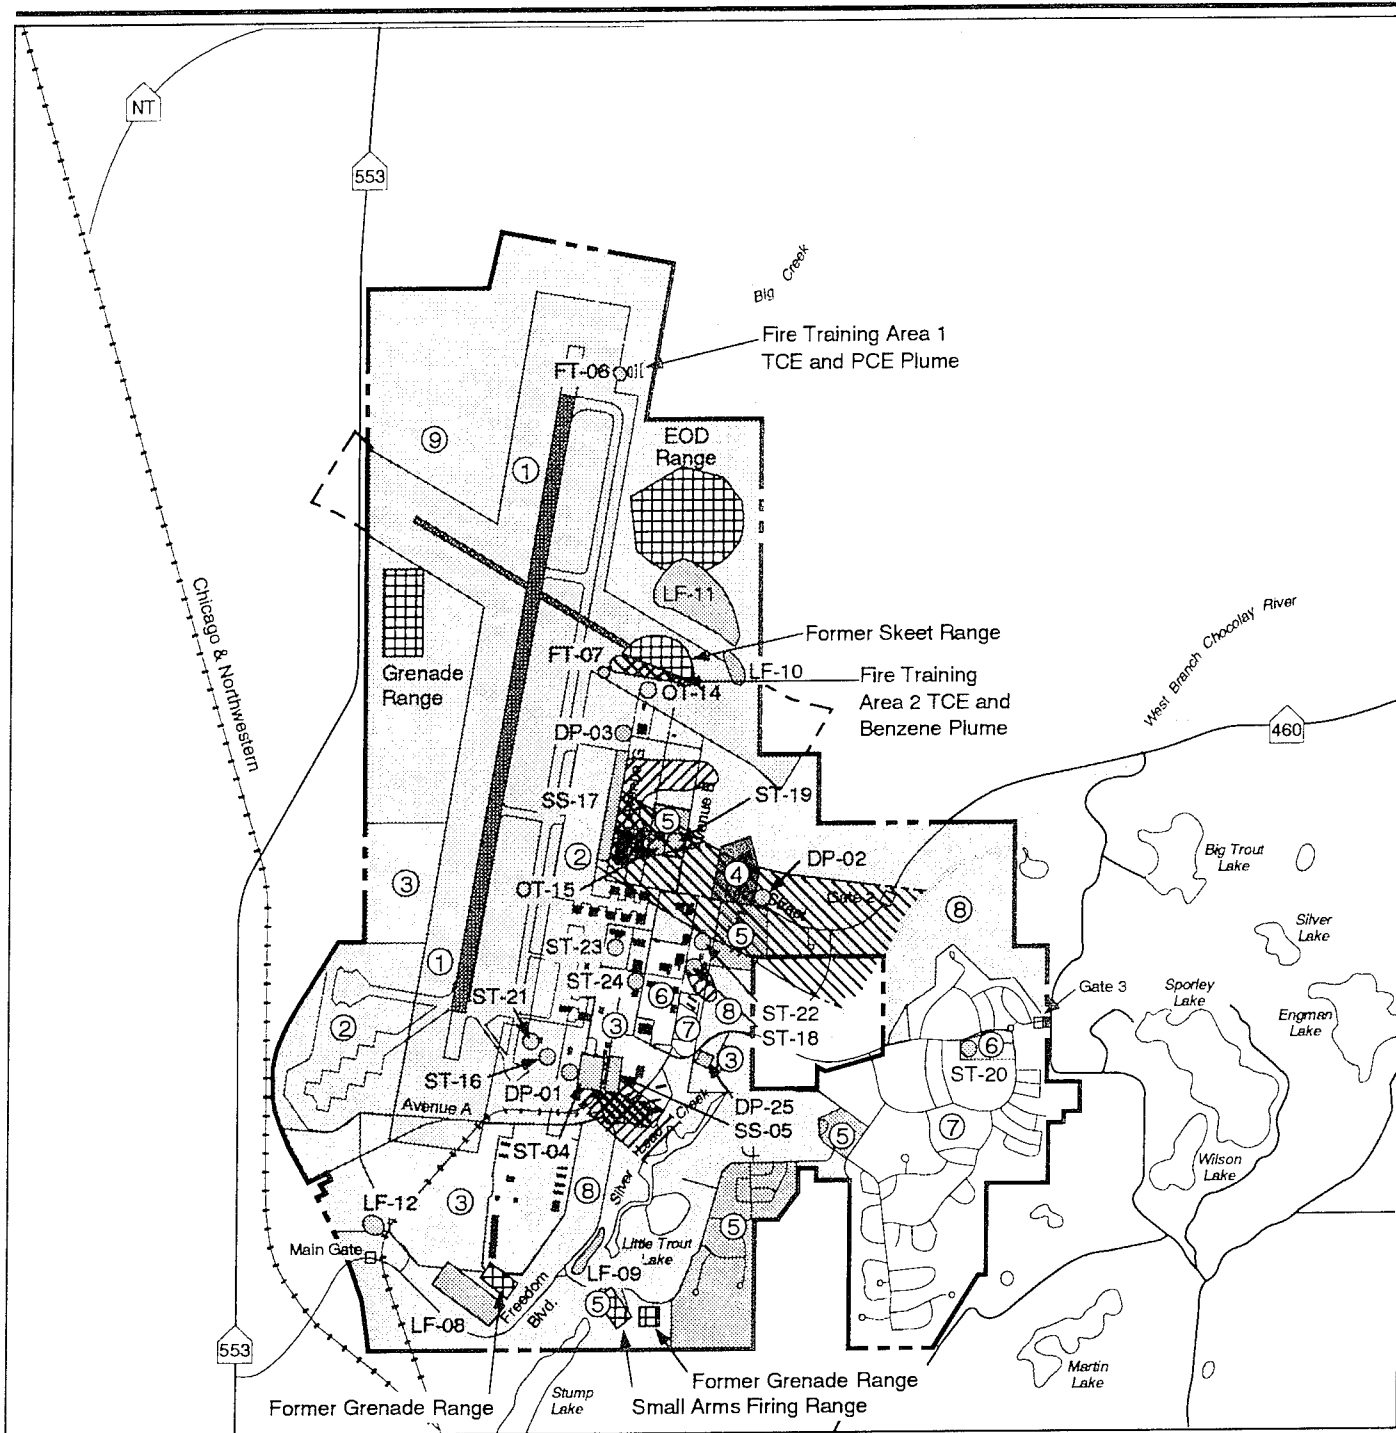 NT
553
Big Creek
Fire Training Area 1
TCE and PCE Plume
FT-06
EOD
Range
9
1
LF-11
Chicago & Northwestern
Grenade
Range
Former Skeet Range
FT-07
LF-10
OT-14
Fire Training
Area 2 TCE and
Benzene Plume
West Branch Chocolay River
460
DP-03
SS-17
ST-19
5
2
DP-02
4
3
OT-15
Gate 2
8
Big Trout
Lake
Silver
Lake
5
ST-23
1
ST-24
ST-21
6
8
ST-22
ST-18
Gate 3
Sporley
Lake
Engman
Lake
2
3
7
3
6
ST-20
ST-16
DP-01
Avenue A
DP-25
SS-05
5
7
ST-04
Wilson
Lake
Silver Lead Creek
8
3
LF-12
5
Main Gate
Little Trout
Lake
LF-09
Freedom
Blvd.
5
LF-08
553
Former Grenade Range
Stump
Lake
Former Grenade Range
Small Arms Firing Range
Martin
Lake